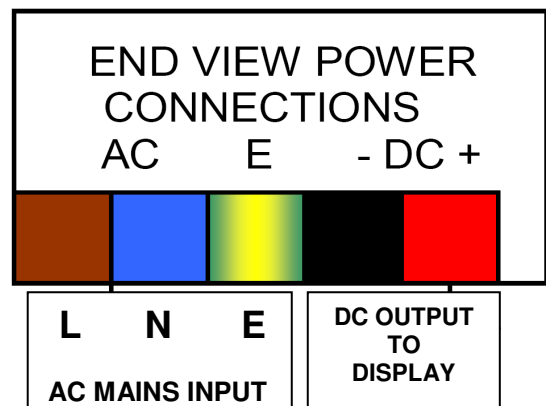 END VIEW POWER
CONNECTIONS
AC E - DC +
L N E
AC MAINS INPUT
DC OUTPUT
TO
DISPLAY